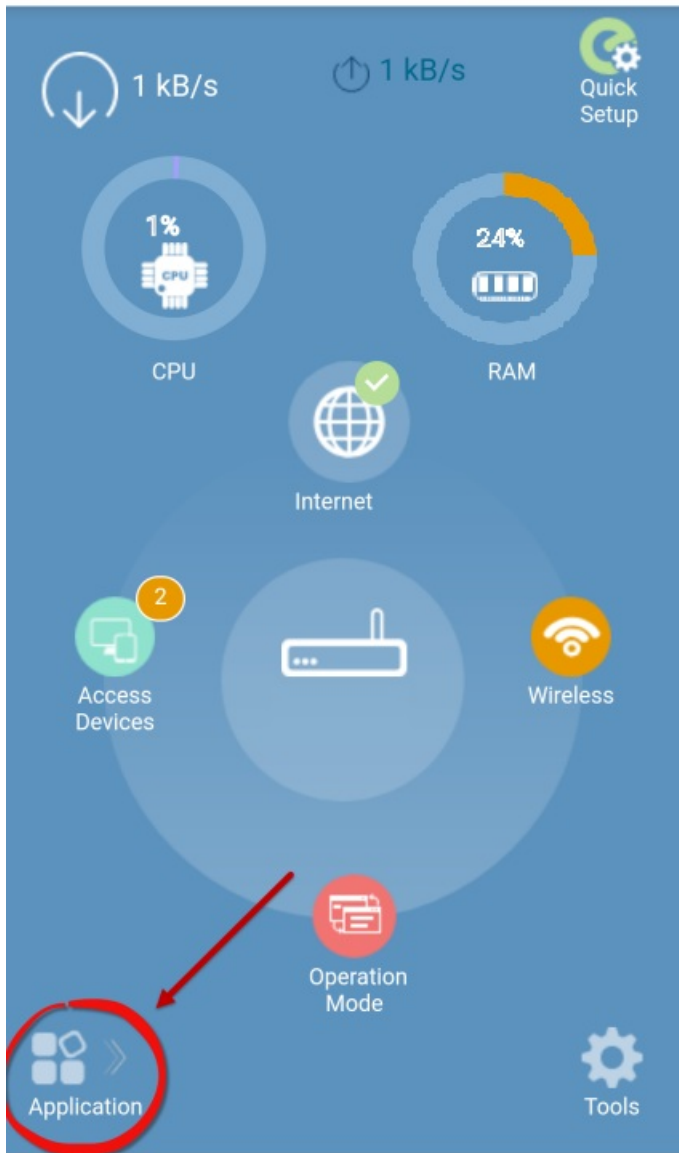 1 kB/s
1 kB/s
Quick
Setup
1%
CPU
24%
CPU
RAM
Internet
2
Access
Devices
Wireless
Operation
Mode
Application
Tools